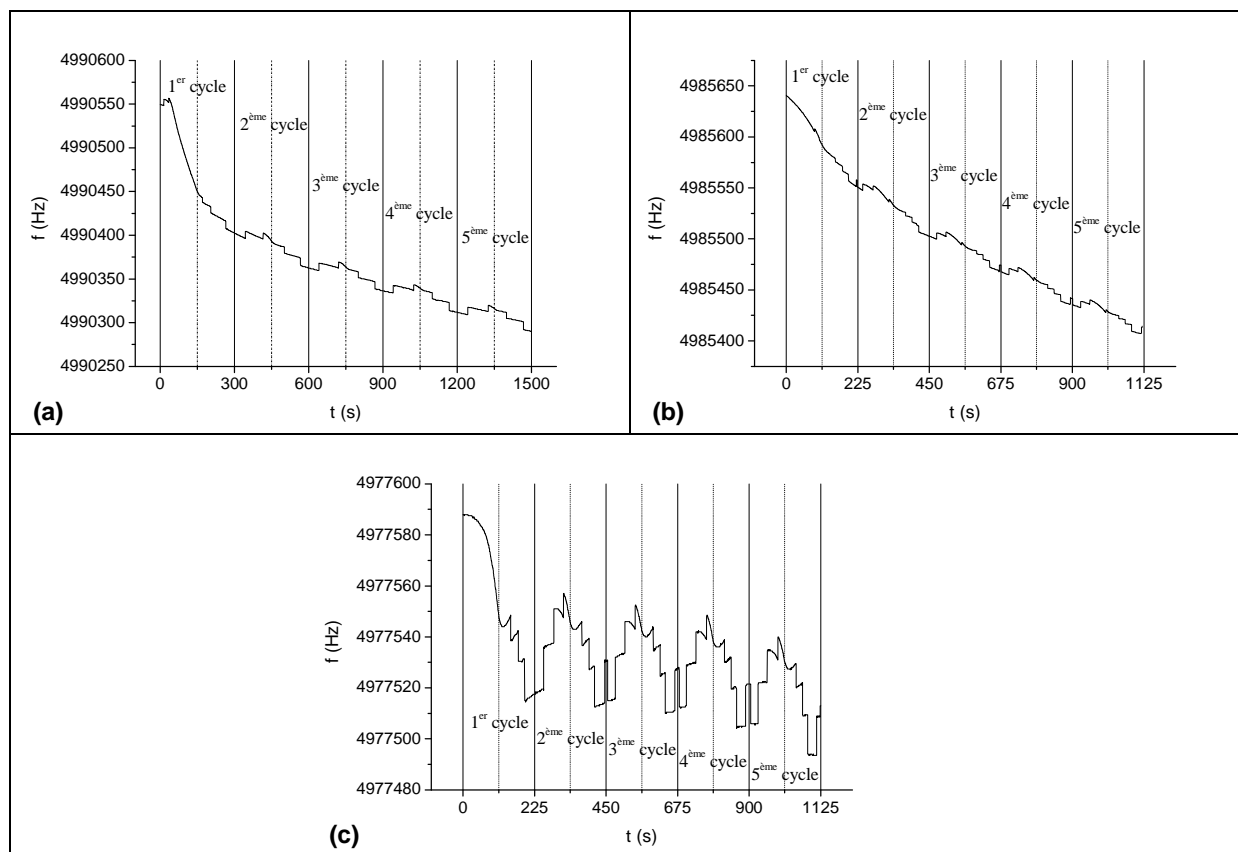 4990600
4990550
4990500
4990450
4990400
4990350
4990300
4990250
f (Hz)
1er cycle
2ème cycle
3ème cycle
4ème cycle
5ème cycle
0 300 600 900 1200 1500
t (s)
(a)
4985650
4985600
4985550
4985500
4985450
4985400
f (Hz)
1er cycle
2ème cycle
3ème cycle
4ème cycle
5ème cycle
0 225 450 675 900 1125
t (s)
(b)
4977600
4977580
4977560
4977540
4977520
4977500
4977480
f (Hz)
1er cycle
2ème cycle
3ème cycle
4ème cycle
5ème cycle
0 225 450 675 900 1125
t (s)
(c)